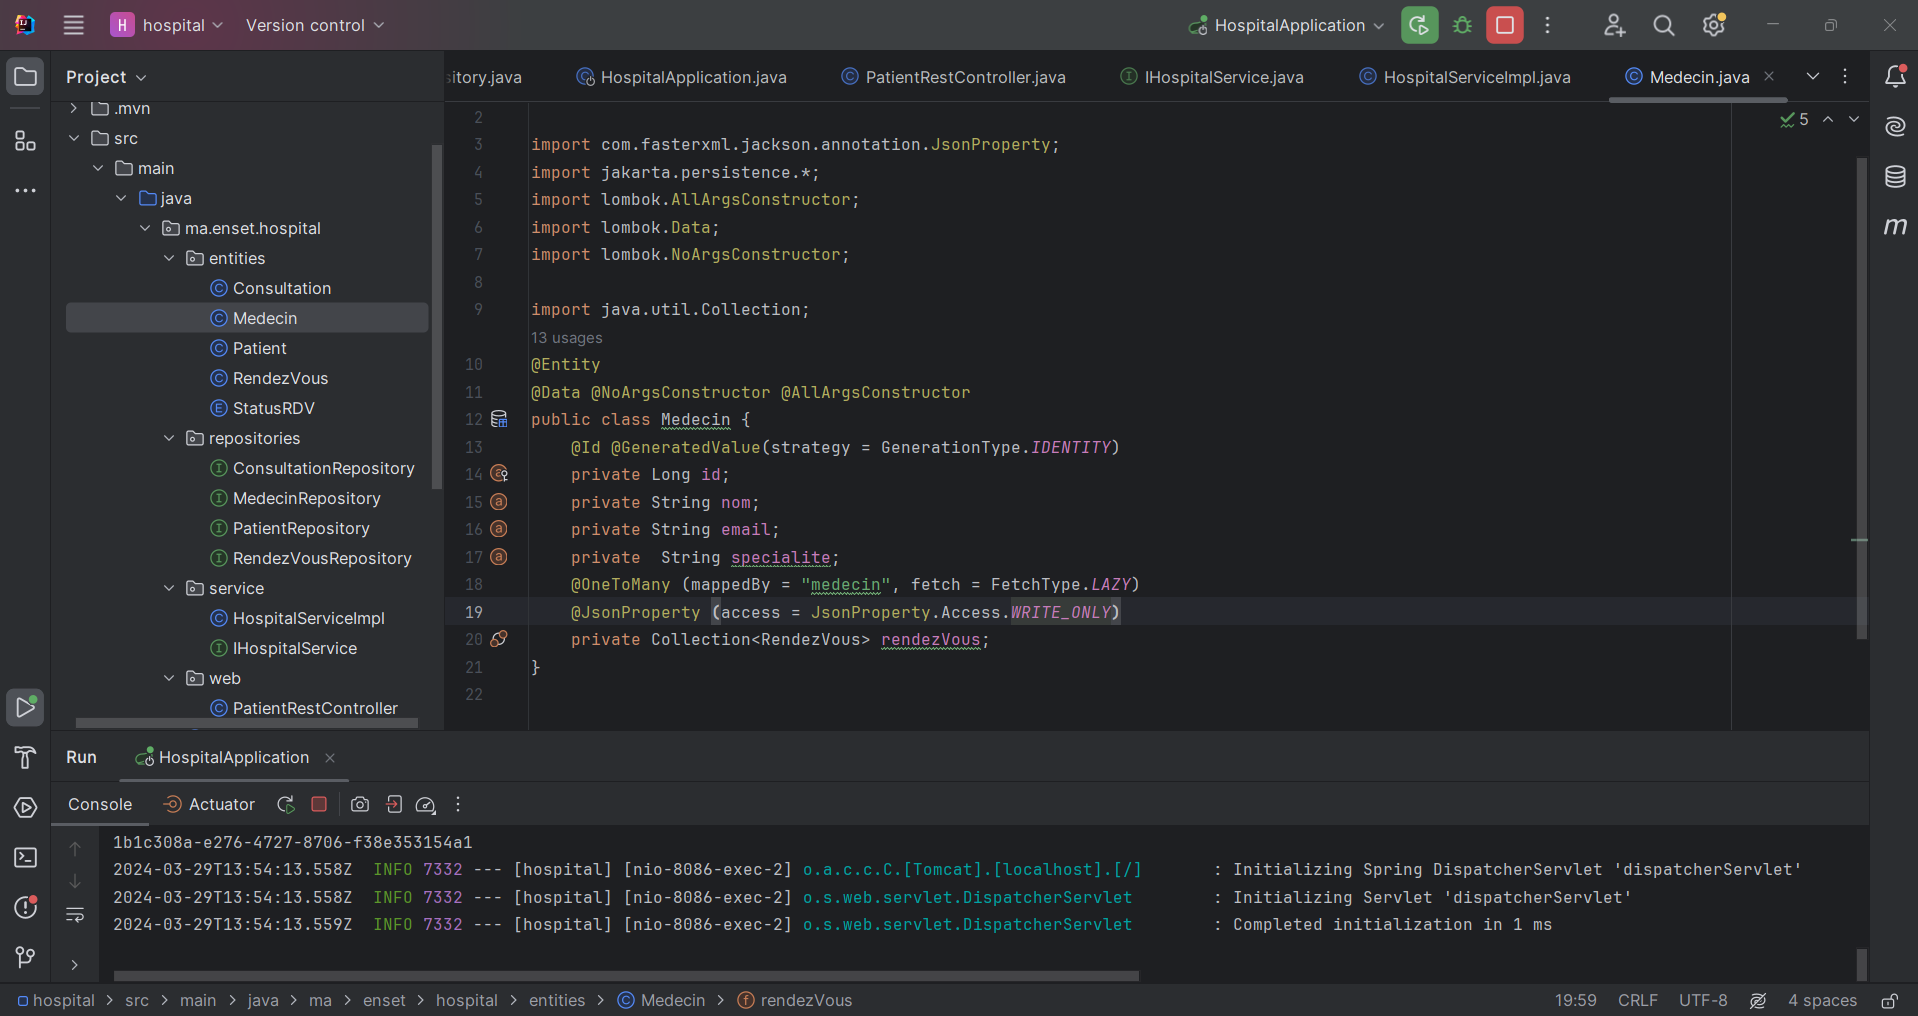 H hospital Version control HospitalApplication
Project
sitory.java HospitalApplication.java PatientRestController.java IHospitalService.java HospitalServiceImpl.java Medecin.java
.mvn
src
main
java
ma.enset.hospital
entities
Consultation
Medecin
Patient
RendezVous
StatusRDV
repositories
ConsultationRepository
MedecinRepository
PatientRepository
RendezVousRepository
service
HospitalServiceImpl
IHospitalService
web
PatientRestController
5
2
3 import com.fasterxml.jackson.annotation.JsonProperty;
4 import jakarta.persistence.*;
5 import lombok.AllArgsConstructor;
6 import lombok.Data;
7 import lombok.NoArgsConstructor;
8
9 import java.util.Collection;
13 usages
10 @Entity
11 @Data @NoArgsConstructor @AllArgsConstructor
12 public class Medecin {
13 @Id @GeneratedValue(strategy = GenerationType.IDENTITY)
14 private Long id;
15 private String nom;
16 private String email;
17 private  String specialite;
18 @OneToMany (mappedBy = "medecin", fetch = FetchType.LAZY)
19 @JsonProperty (access = JsonProperty.Access.WRITE_ONLY)
20 private Collection<RendezVous> rendezVous;
21 }
22
m
Run HospitalApplication
Console Actuator
1b1c308a-e276-4727-8706-f38e353154a1
2024-03-29T13:54:13.558Z  INFO 7332 --- [hospital] [nio-8086-exec-2] o.a.c.c.C.[Tomcat].[localhost].[/]       : Initializing Spring DispatcherServlet 'dispatcherServlet'
2024-03-29T13:54:13.558Z  INFO 7332 --- [hospital] [nio-8086-exec-2] o.s.web.servlet.DispatcherServlet        : Initializing Servlet 'dispatcherServlet'
2024-03-29T13:54:13.559Z  INFO 7332 --- [hospital] [nio-8086-exec-2] o.s.web.servlet.DispatcherServlet        : Completed initialization in 1 ms
hospital > src > main > java > ma > enset > hospital > entities > Medecin > rendezVous 19:59 CRLF UTF-8 4 spaces